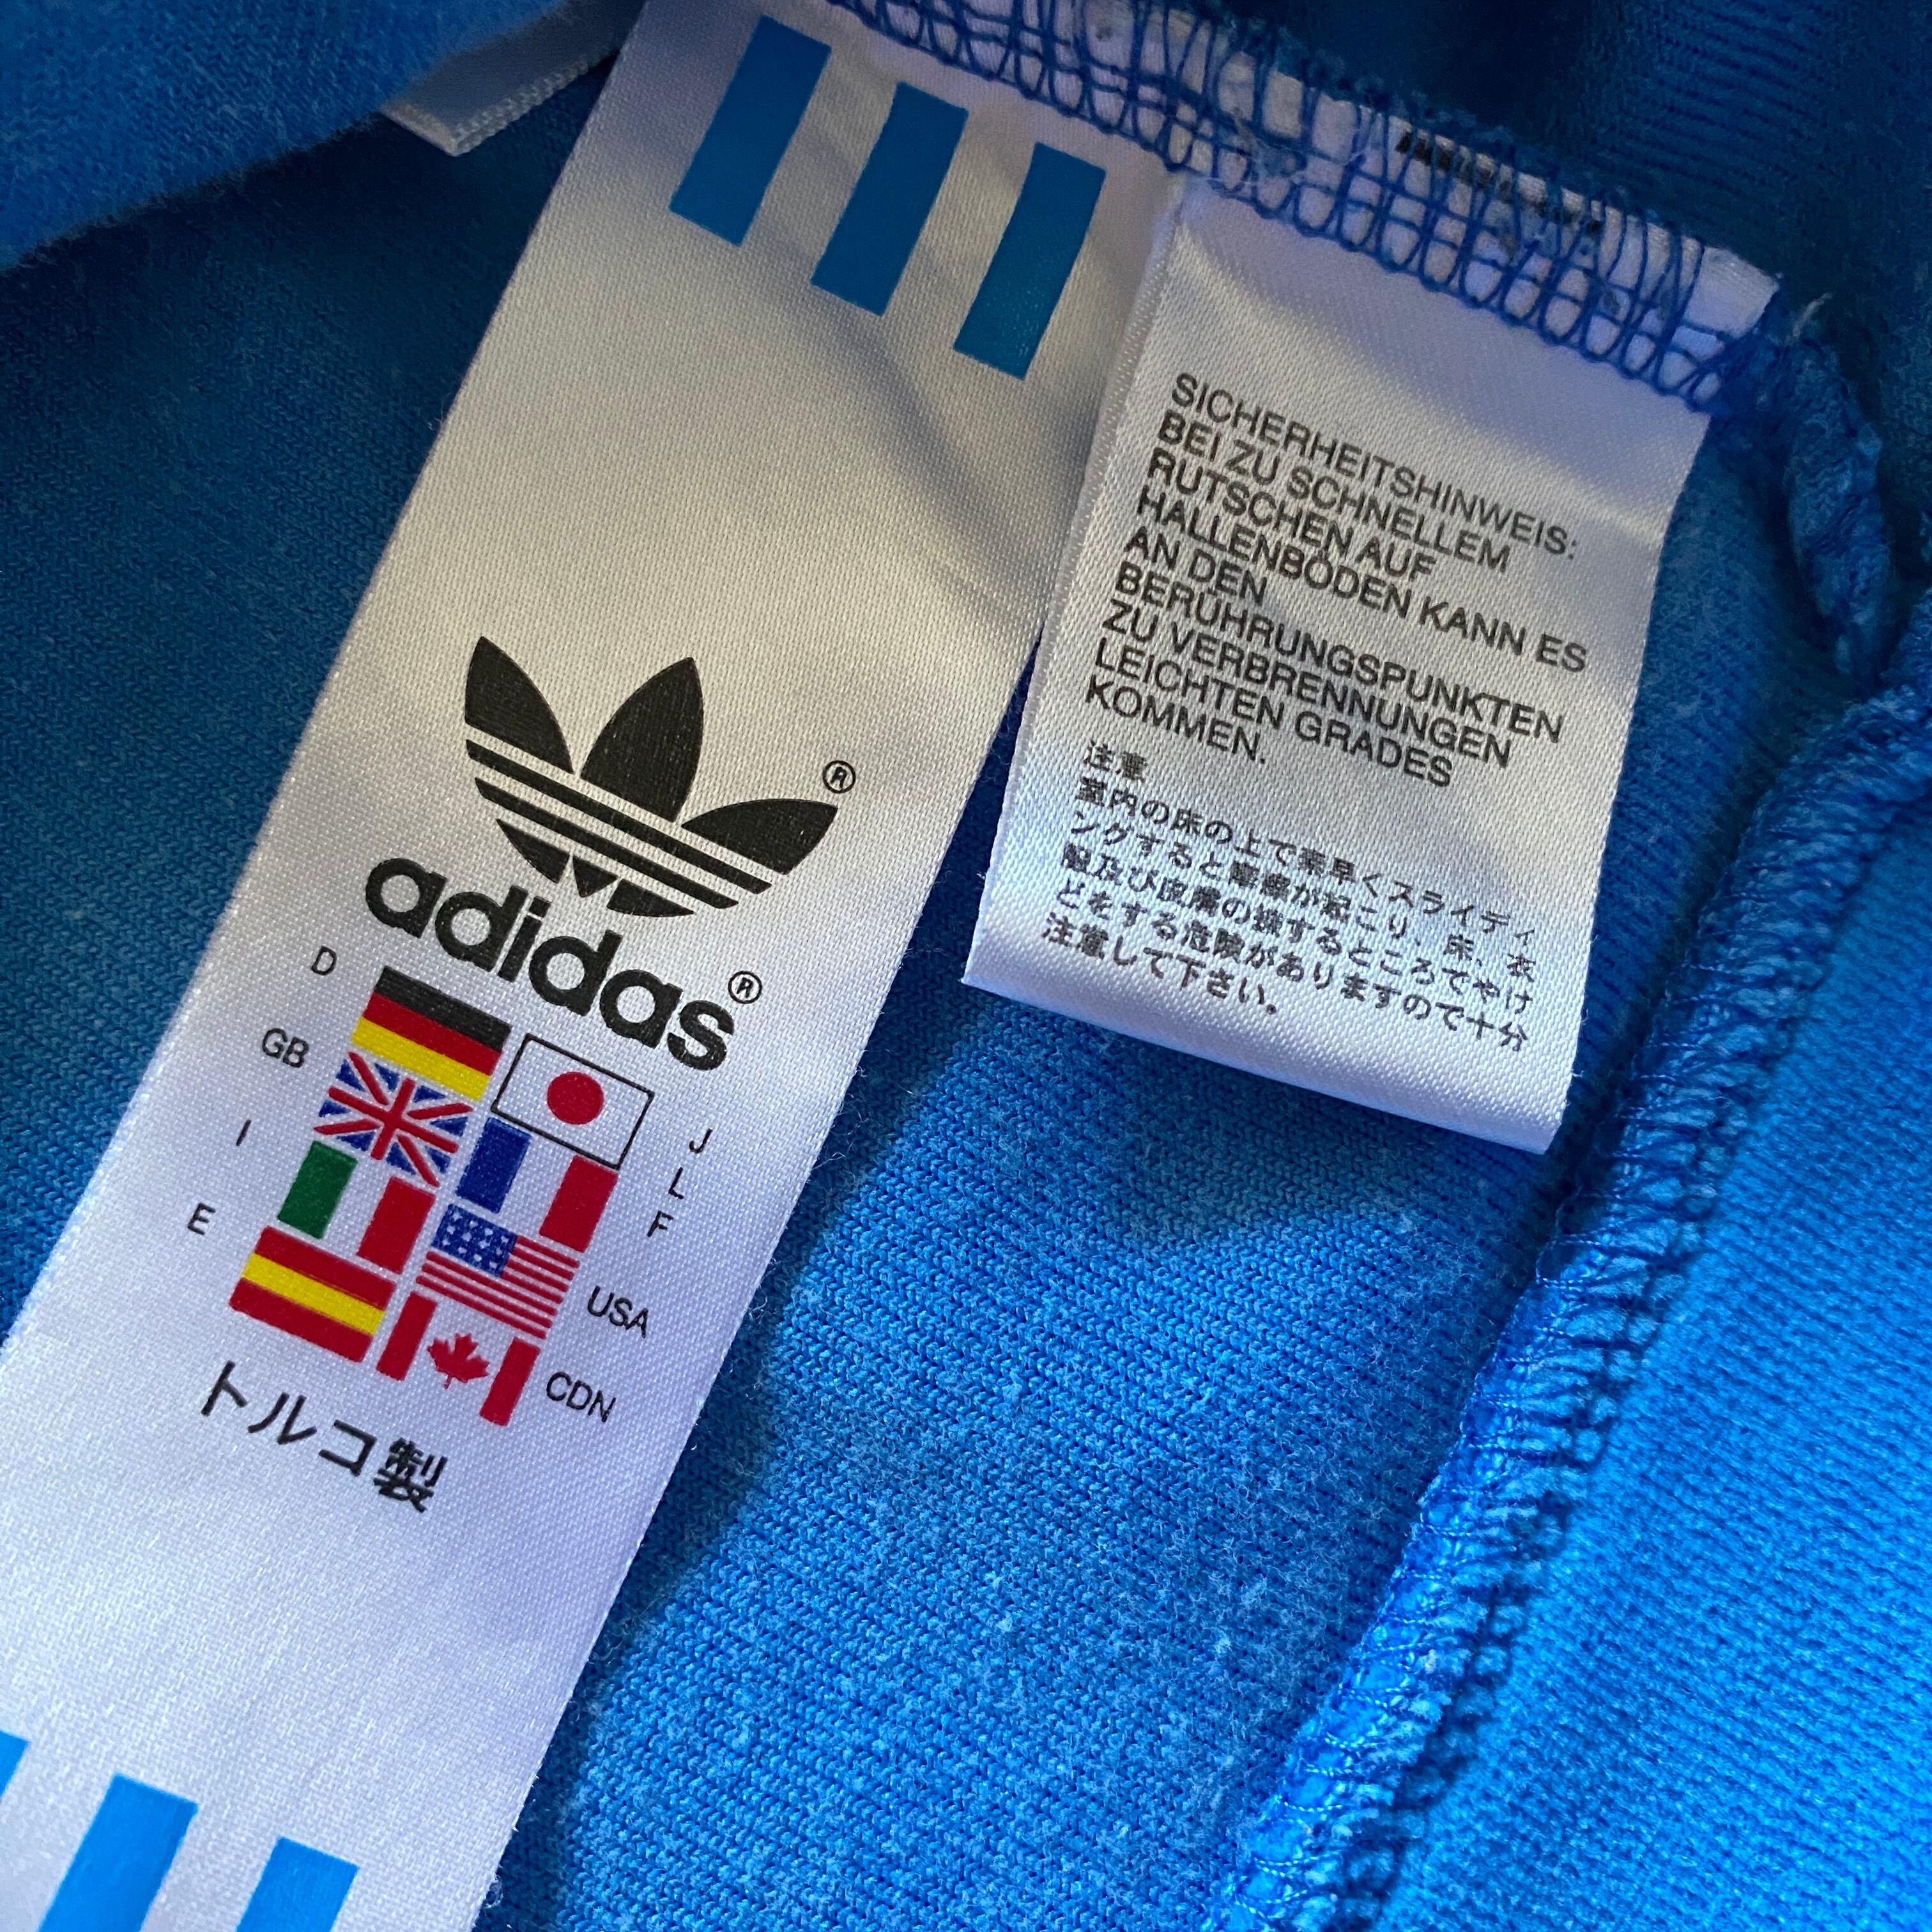 adidas®
®
D
GB
I
E
J
L
F
USA
CDN
トルコ製
SICHERHEITSHINWEIS:
BEI ZU SCHNELLEM
RUTSCHEN AUF
HALLENBÖDEN KANN ES
AN DEN
BERÜHRUNGSPUNKTEN
ZU VERBRENNUNGEN
LEICHTEN GRADES
KOMMEN.
注意
室内の床の上で素早くスライディ
ングすると摩擦が起こり、床、衣
服及び皮膚の接するところでやけ
どをする危険がありますので十分
注意して下さい。